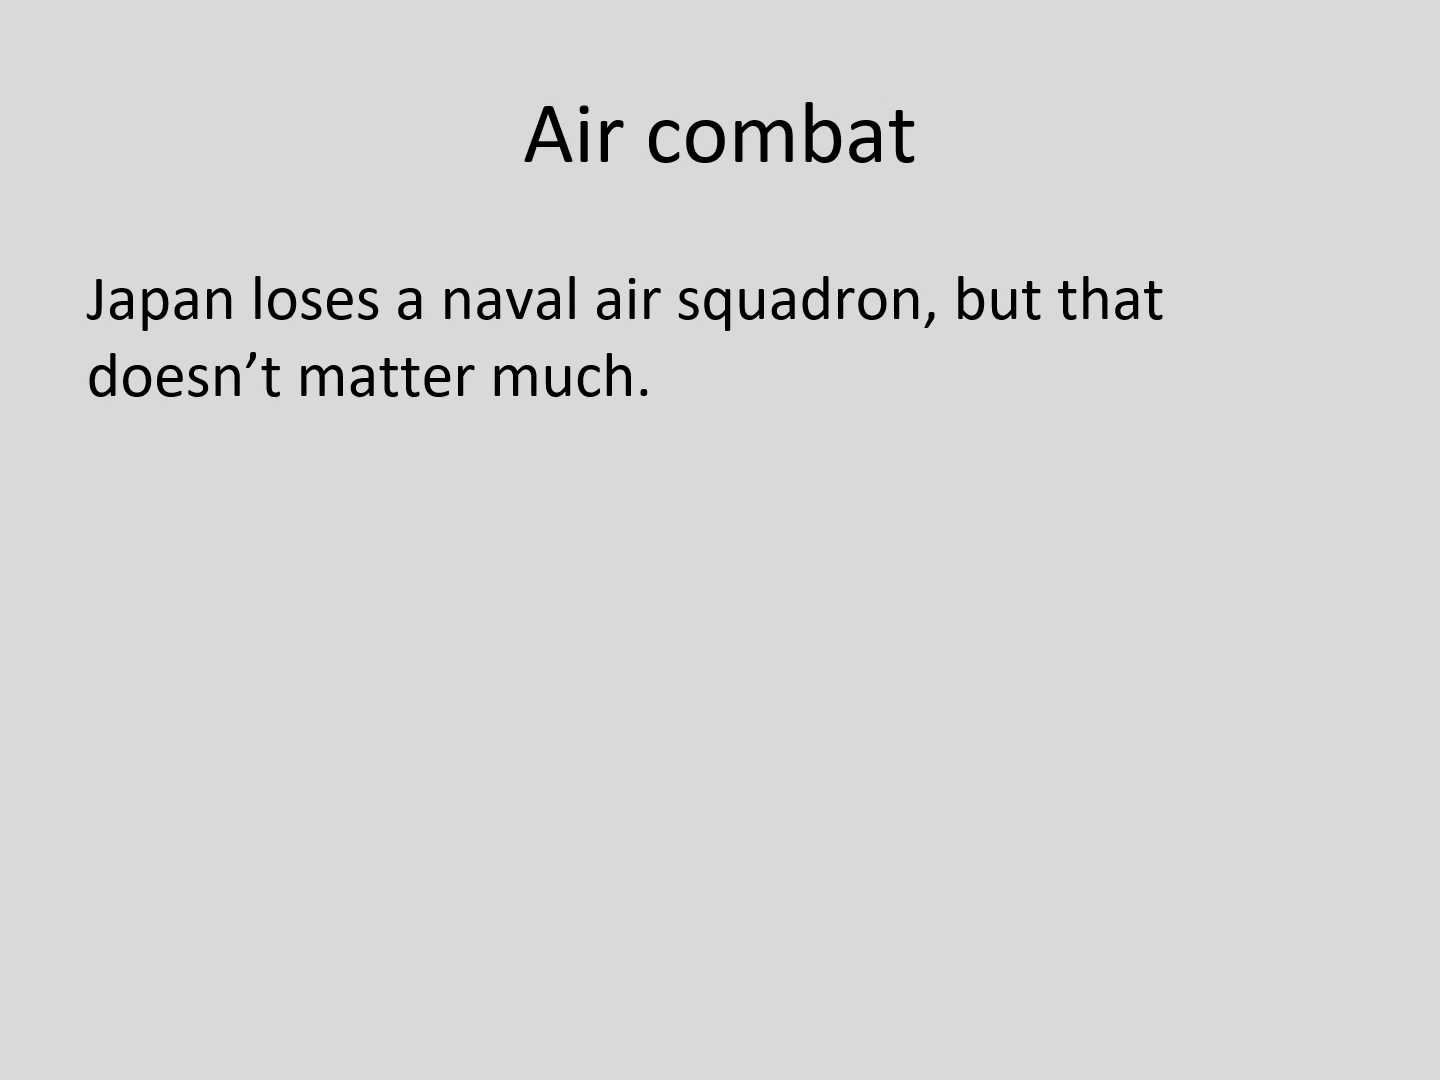 Air combat
Japan loses a naval air squadron, but that
doesn’t matter much.